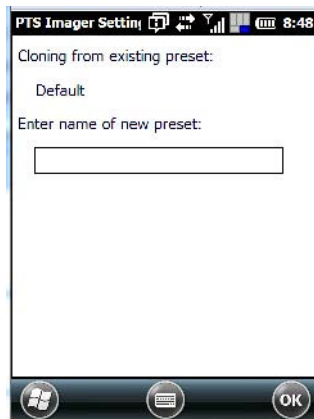 PTS Imager Settin 8:48
Cloning from existing preset:
Default
Enter name of new preset:
OK